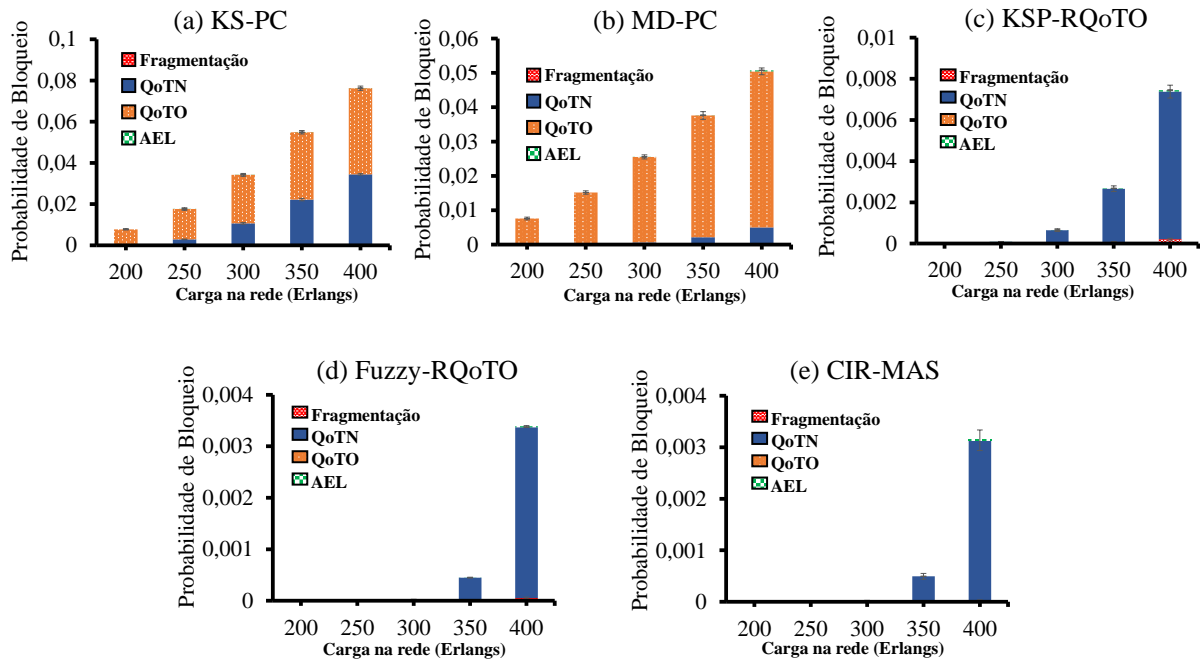 (a) KS-PC
Probabilidade de Bloqueio
0,1
0,08
0,06
0,04
0,02
0
Fragmentação
QoTN
QoTO
AEL
200 250 300 350 400
Carga na rede (Erlangs)
(b) MD-PC
Probabilidade de Bloqueio
0,06
0,05
0,04
0,03
0,02
0,01
0
Fragmentação
QoTN
QoTO
AEL
200 250 300 350 400
Carga na rede (Erlangs)
(c) KSP-RQoTO
Probabilidade de Bloqueio
0,01
0,008
0,006
0,004
0,002
0
Fragmentação
QoTN
QoTO
AEL
200 250 300 350 400
Carga na rede (Erlangs)
(d) Fuzzy-RQoTO
Probabilidade de Bloqueio
0,004
0,003
0,002
0,001
0
Fragmentação
QoTN
QoTO
AEL
200 250 300 350 400
Carga na rede (Erlangs)
(e) CIR-MAS
Probabilidade de Bloqueio
0,004
0,003
0,002
0,001
0
Fragmentação
QoTN
QoTO
AEL
200 250 300 350 400
Carga na rede (Erlangs)